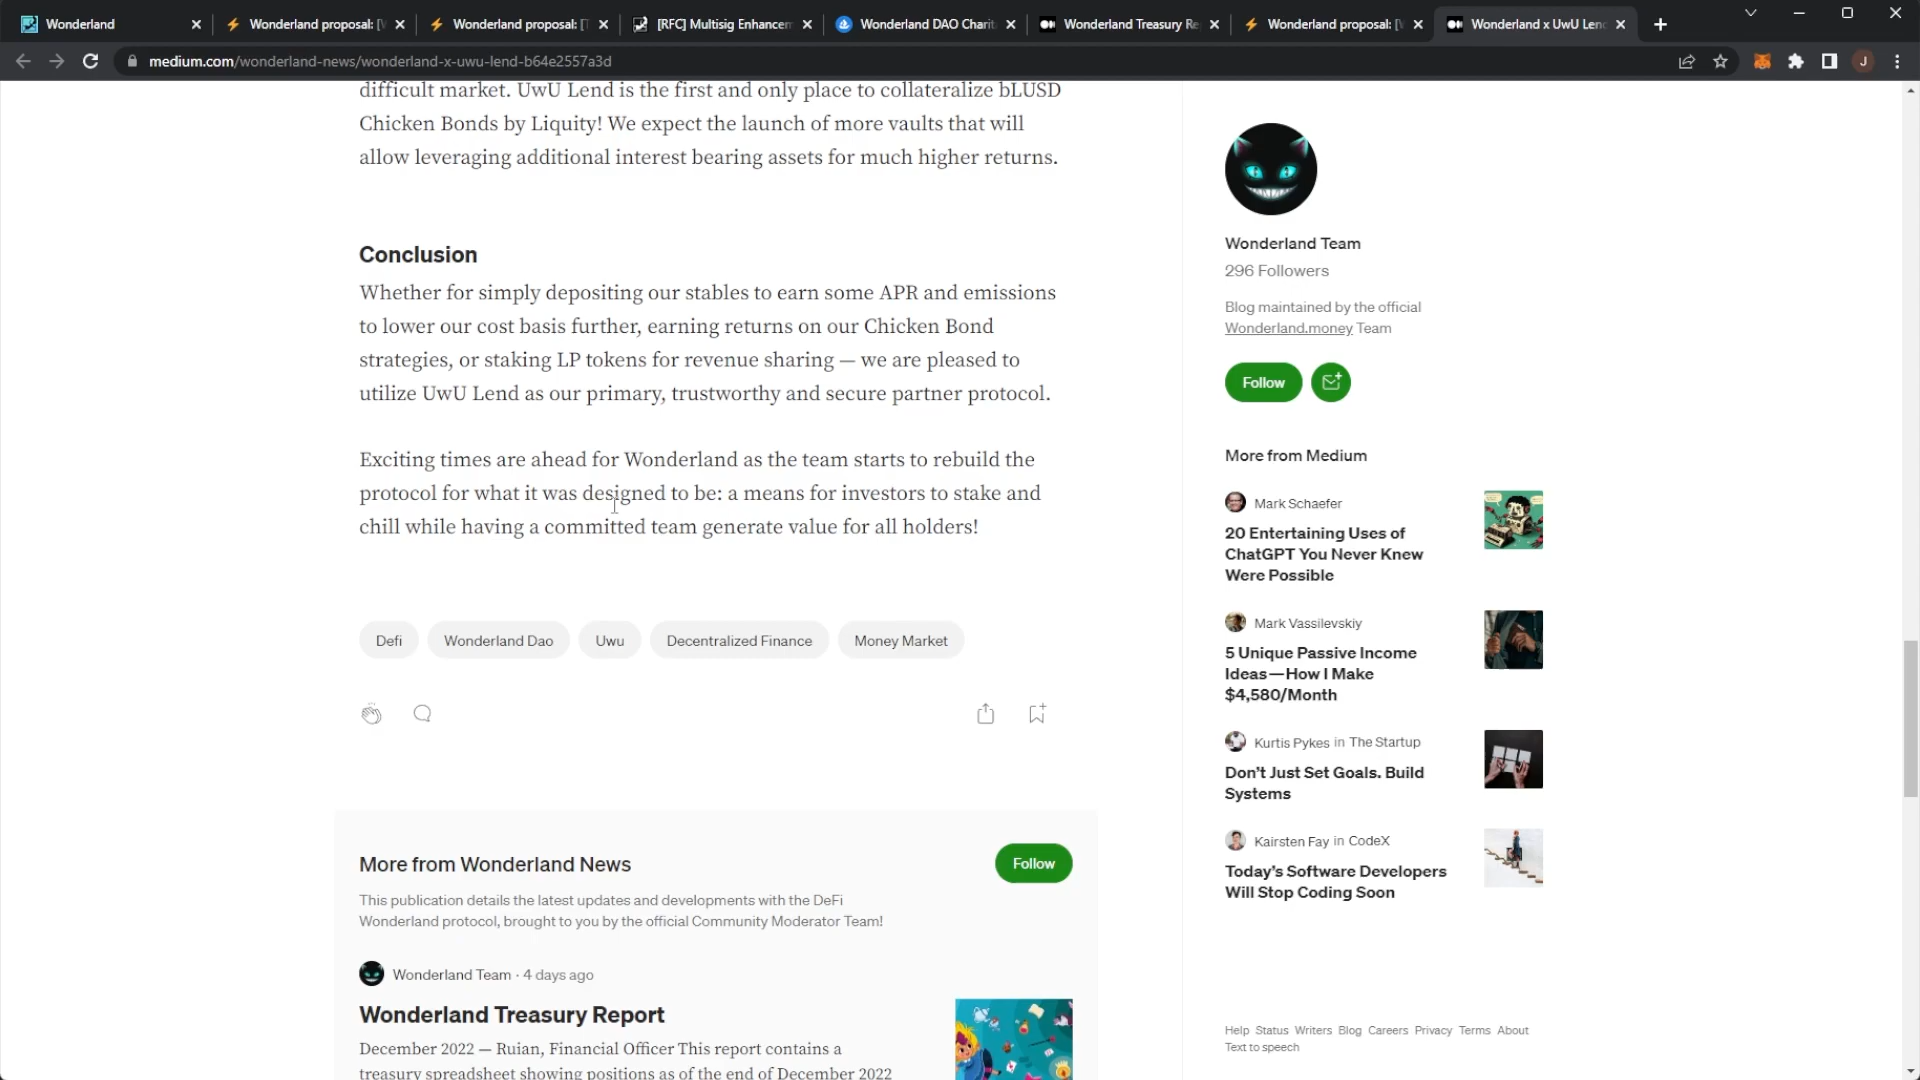 Wonderland
Wonderland proposal: [
Wonderland proposal: [
[RFC] Multisig Enhancem
Wonderland DAO Charit
Wonderland Treasury Re
Wonderland proposal: [
Wonderland x UwU Len
medium.com/wonderland-news/wonderland-x-uwu-lend-b64e2557a3d
J
difficult market. UwU Lend is the first and only place to collateralize bLUSD
Chicken Bonds by Liquity! We expect the launch of more vaults that will
allow leveraging additional interest bearing assets for much higher returns.
Conclusion
Whether for simply depositing our stables to earn some APR and emissions
to lower our cost basis further, earning returns on our Chicken Bond
strategies, or staking LP tokens for revenue sharing — we are pleased to
utilize UwU Lend as our primary, trustworthy and secure partner protocol.
Exciting times are ahead for Wonderland as the team starts to rebuild the
protocol for what it was designed to be: a means for investors to stake and
chill while having a committed team generate value for all holders!
Defi
Wonderland Dao
Uwu
Decentralized Finance
Money Market
More from Wonderland News
Follow
This publication details the latest updates and developments with the DeFi
Wonderland protocol, brought to you by the official Community Moderator Team!
Wonderland Team · 4 days ago
Wonderland Treasury Report
December 2022 — Ruian, Financial Officer This report contains a
treasury spreadsheet showing positions as of the end of December 2022
Wonderland Team
296 Followers
Blog maintained by the official
Wonderland.money Team
Follow
More from Medium
Mark Schaefer
20 Entertaining Uses of
ChatGPT You Never Knew
Were Possible
Mark Vassilevskiy
5 Unique Passive Income
Ideas — How I Make
$4,580/Month
Kurtis Pykes in The Startup
Don’t Just Set Goals. Build
Systems
Kairsten Fay in CodeX
Today’s Software Developers
Will Stop Coding Soon
Help Status Writers Blog Careers Privacy Terms About
Text to speech